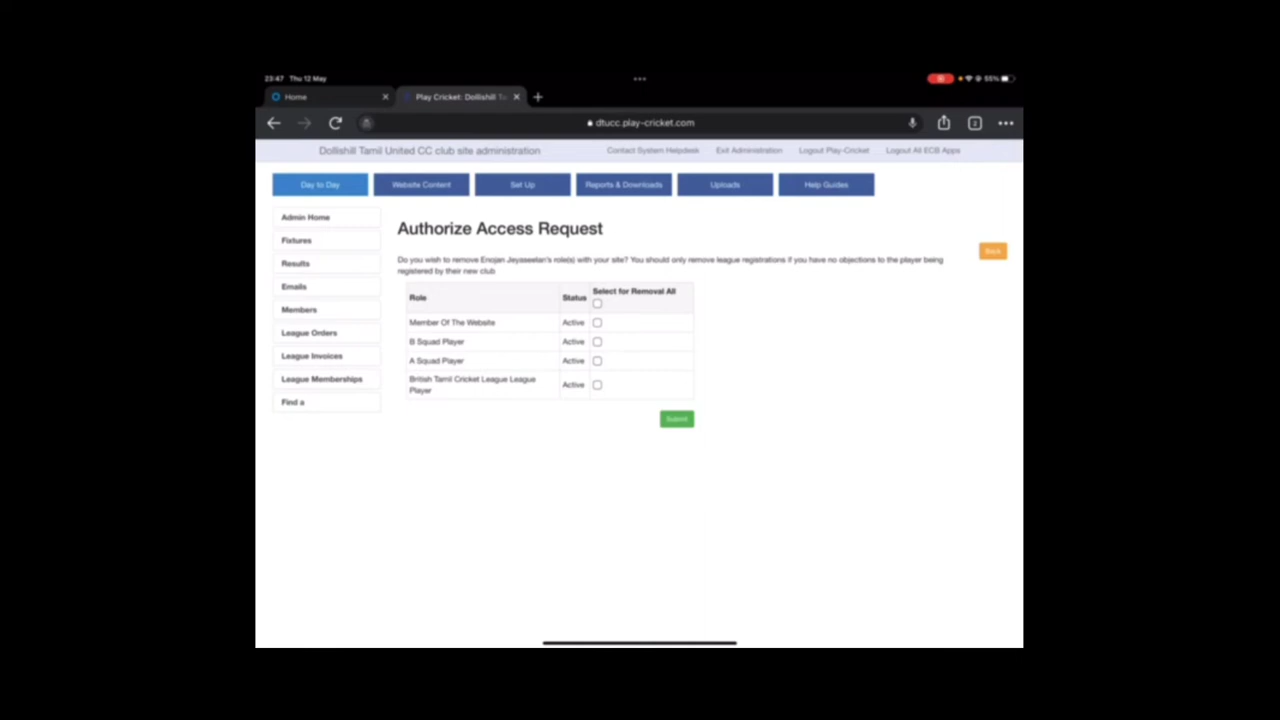 23:47 Thu 12 May
55%
Home
Play Cricket: Dollishill Ta
dtucc.play-cricket.com
2
Dollishill Tamil United CC club site administration
Contact System Helpdesk
Exit Administration
Logout Play-Cricket
Logout All ECB Apps
Day to Day
Website Content
Set Up
Reports & Downloads
Uploads
Help Guides
Admin Home
Fixtures
Results
Emails
Members
League Orders
League Invoices
League Memberships
Find a
Authorize Access Request
Back
Do you wish to remove Enojan Jeyaseelan's role(s) with your site? You should only remove league registrations if you have no objections to the player being
registered by their new club
Role
Status
Select for Removal All
Member Of The Website
Active
B Squad Player
Active
A Squad Player
Active
British Tamil Cricket League League
Player
Active
Submit